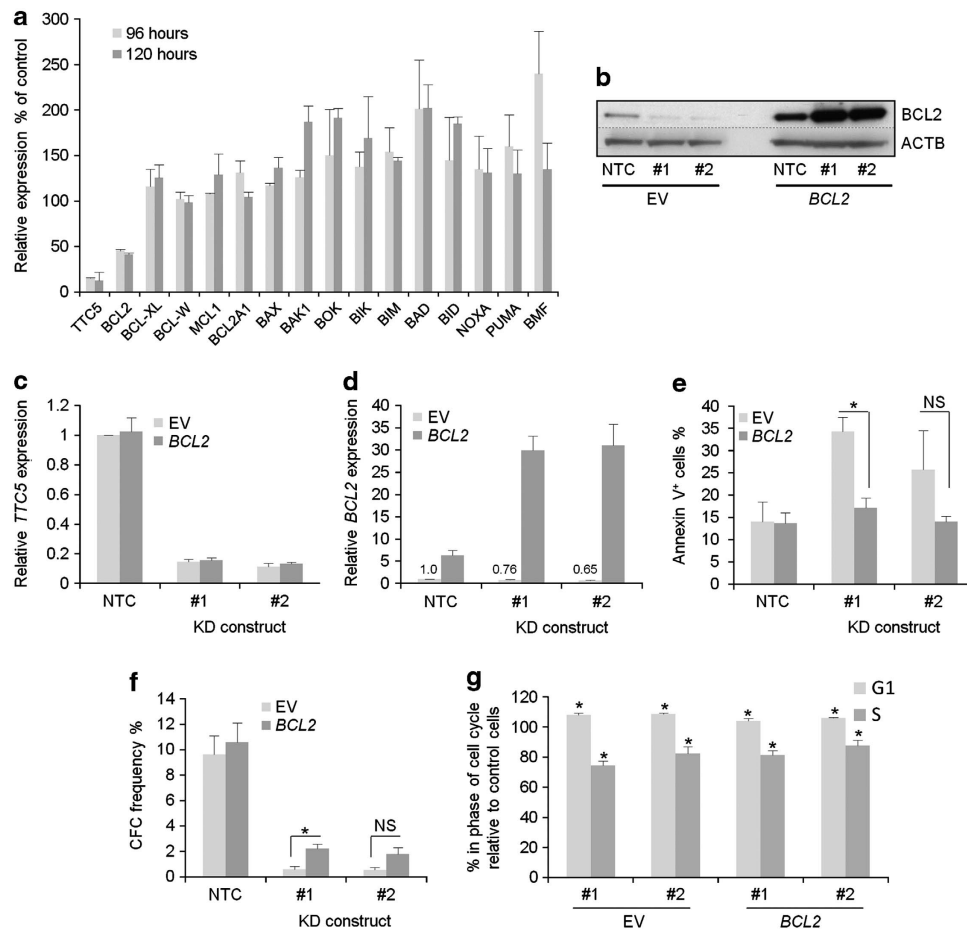 a
Relative expression % of control
300
250
200
150
100
50
0
96 hours
120 hours
TTC5
BCL2
BCL-XL
BCL-W
MCL1
BCL2A1
BAX
BAK1
BOK
BIK
BIM
BAD
BID
NOXA
PUMA
BMF
b
BCL2
ACTB
NTC #1 #2 NTC #1 #2
EV BCL2
c
Relative TTC5 expression
1.2
1
0.8
0.6
0.4
0.2
0
EV
BCL2
NTC #1 #2
KD construct
d
Relative BCL2 expression
40
35
30
25
20
15
10
5
0
EV
BCL2
1.0 0.76 0.65
NTC #1 #2
KD construct
e
Annexin V+ cells %
40
35
30
25
20
15
10
5
0
EV
BCL2
* NS
NTC #1 #2
KD construct
f
CFC frequency %
14
12
10
8
6
4
2
0
EV
BCL2
* NS
NTC #1 #2
KD construct
g
% in phase of cell cycle
relative to control cells
120
100
80
60
40
20
0
G1
S
* * * * * * * *
#1 #2 #1 #2
EV BCL2